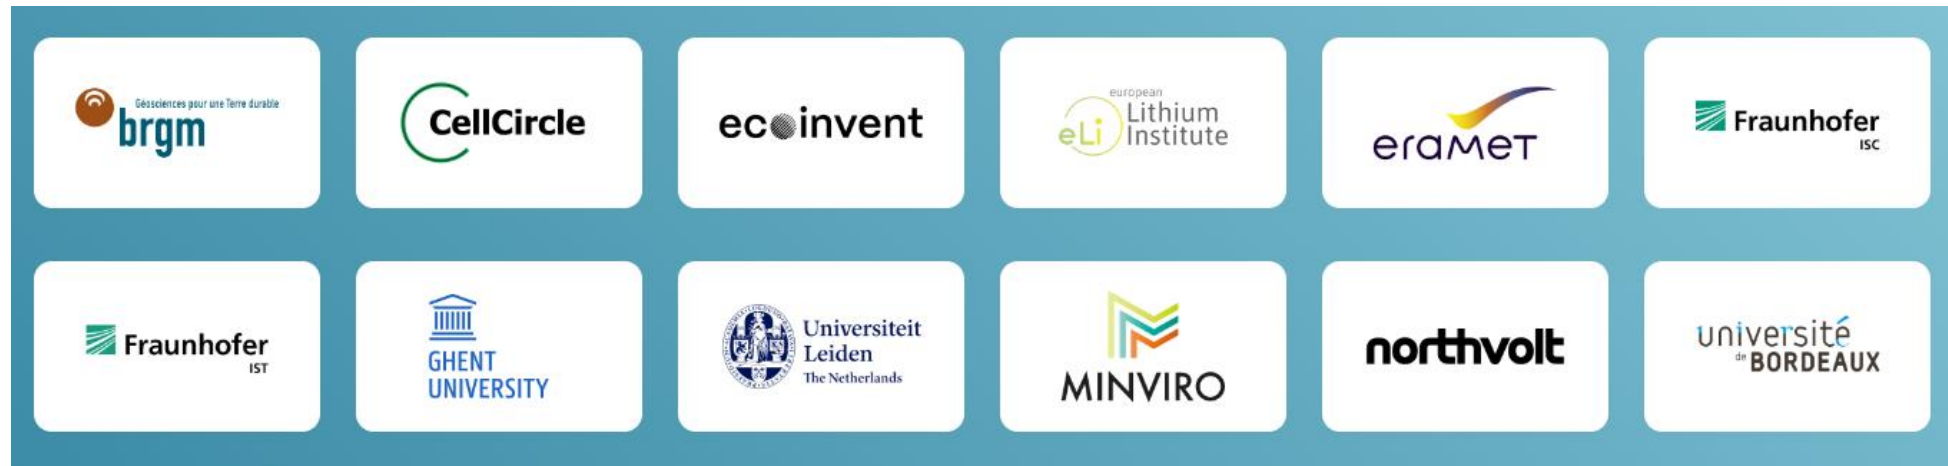 Géosciences pour une Terre durable
brgm
CellCircle
ecoinvent
european
eLi
Lithium
Institute
eramet
Fraunhofer
ISC
Fraunhofer
IST
GHENT
UNIVERSITY
Universiteit
Leiden
The Netherlands
MINVIRO
northvolt
université
de BORDEAUX